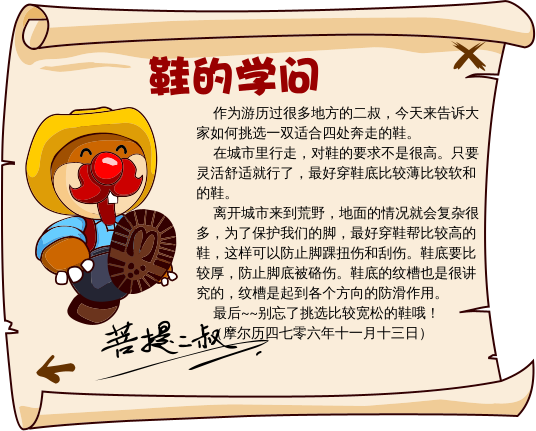 鞋的学问
作为游历过很多地方的二叔，今天来告诉大
家如何挑选一双适合四处奔走的鞋。
在城市里行走，对鞋的要求不是很高。只要
灵活舒适就行了，最好穿鞋底比较薄比较软和
的鞋。
离开城市来到荒野，地面的情况就会复杂很
多，为了保护我们的脚，最好穿鞋帮比较高的
鞋，这样可以防止脚踝扭伤和刮伤。鞋底要比
较厚，防止脚底被硌伤。鞋底的纹槽也是很讲
究的，纹槽是起到各个方向的防滑作用。
最后~~别忘了挑选比较宽松的鞋哦！
（摩尔历四七零六年十一月十三日）
菩提二叔